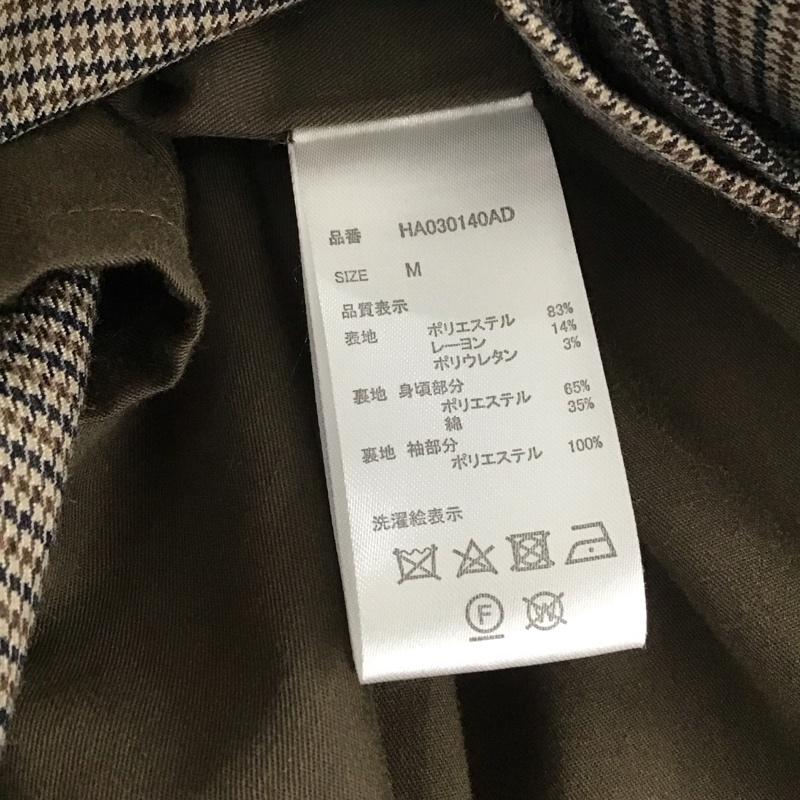 品番 HA030140AD
SIZE M
品質表示
表地 ポリエステル 83%
レーヨン 14%
ポリウレタン 3%
裏地 身頃部分
ポリエステル 65%
綿 35%
裏地 袖部分
ポリエステル 100%
洗濯絵表示
F W